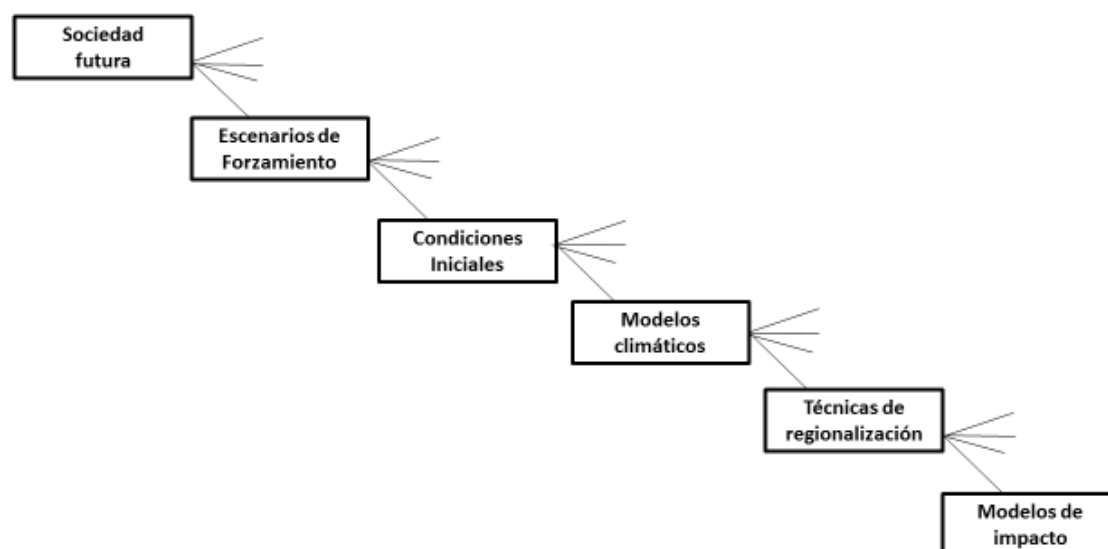 Sociedad
futura
Escenarios de
Forzamiento
Condiciones
Iniciales
Modelos
climáticos
Técnicas de
regionalización
Modelos de
impacto